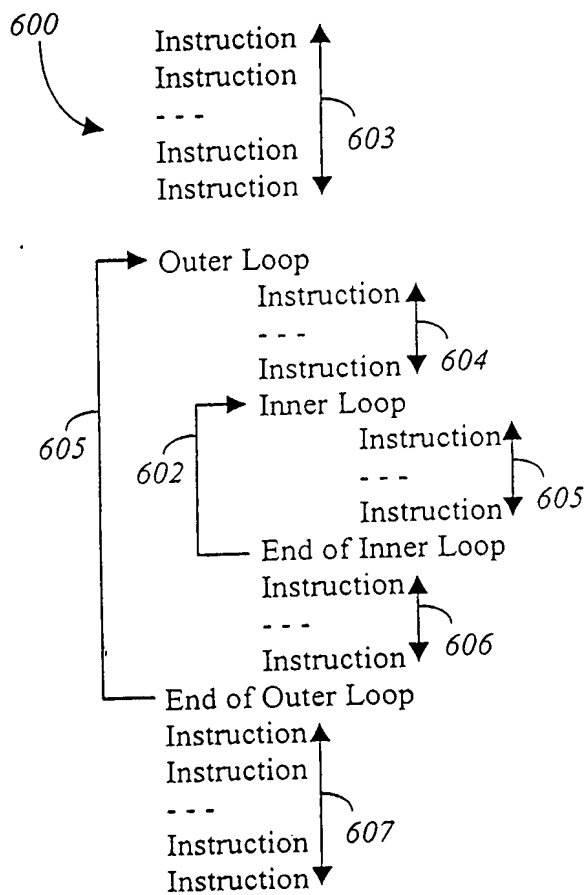 600
Instruction
Instruction
- - -
603
Instruction
Instruction
Outer Loop
Instruction
- - -
604
Instruction
Inner Loop
605
602
Instruction
- - -
605
Instruction
End of Inner Loop
Instruction
- - -
606
Instruction
End of Outer Loop
Instruction
Instruction
- - -
607
Instruction
Instruction